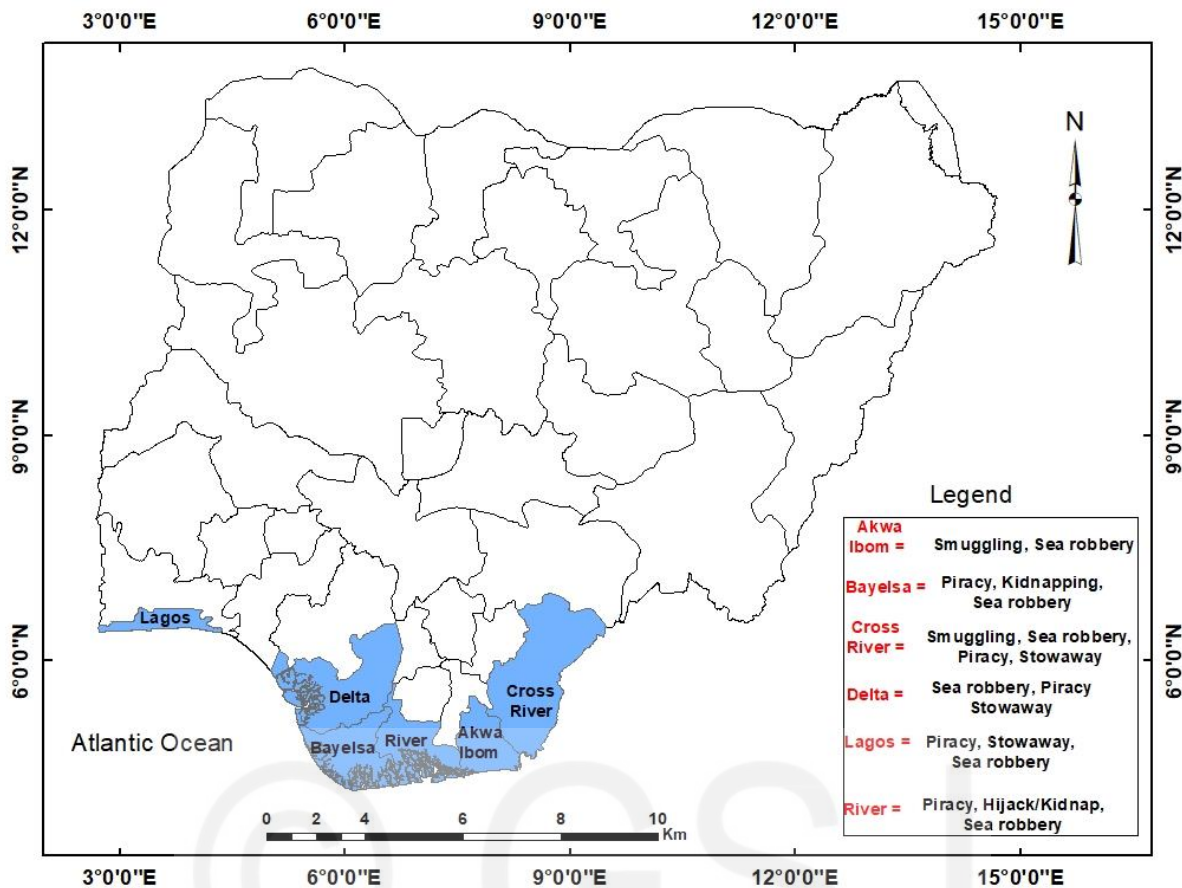 3°0'0"E 6°0'0"E 9°0'0"E 12°0'0"E 15°0'0"E
N
12°0'0"N
12°0'0"N
9°0'0"N
9°0'0"N
6°0'0"N
6°0'0"N
Lagos
Delta
Cross
River
Bayelsa
River
Akwa
Ibom
Atlantic Ocean
0 2 4 6 8 10
Km
Legend
Akwa
Ibom = Smuggling, Sea robbery
Bayelsa = Piracy, Kidnapping,
Sea robbery
Cross
River = Smuggling, Sea robbery,
Piracy, Stowaway
Delta = Sea robbery, Piracy
Stowaway
Lagos = Piracy, Stowaway,
Sea robbery
River = Piracy, Hijack/Kidnap,
Sea robbery
3°0'0"E 6°0'0"E 9°0'0"E 12°0'0"E 15°0'0"E